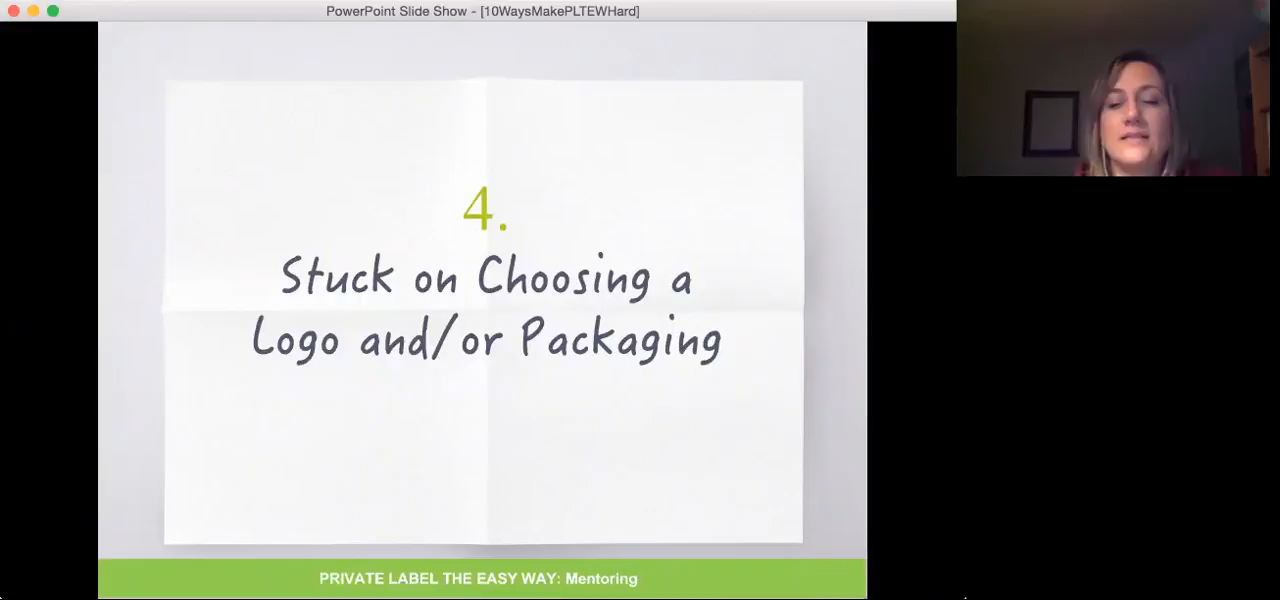 PowerPoint Slide Show - [10WaysMakePLTEWHard]
4.
Stuck on Choosing a
Logo and/or Packaging
PRIVATE LABEL THE EASY WAY: Mentoring